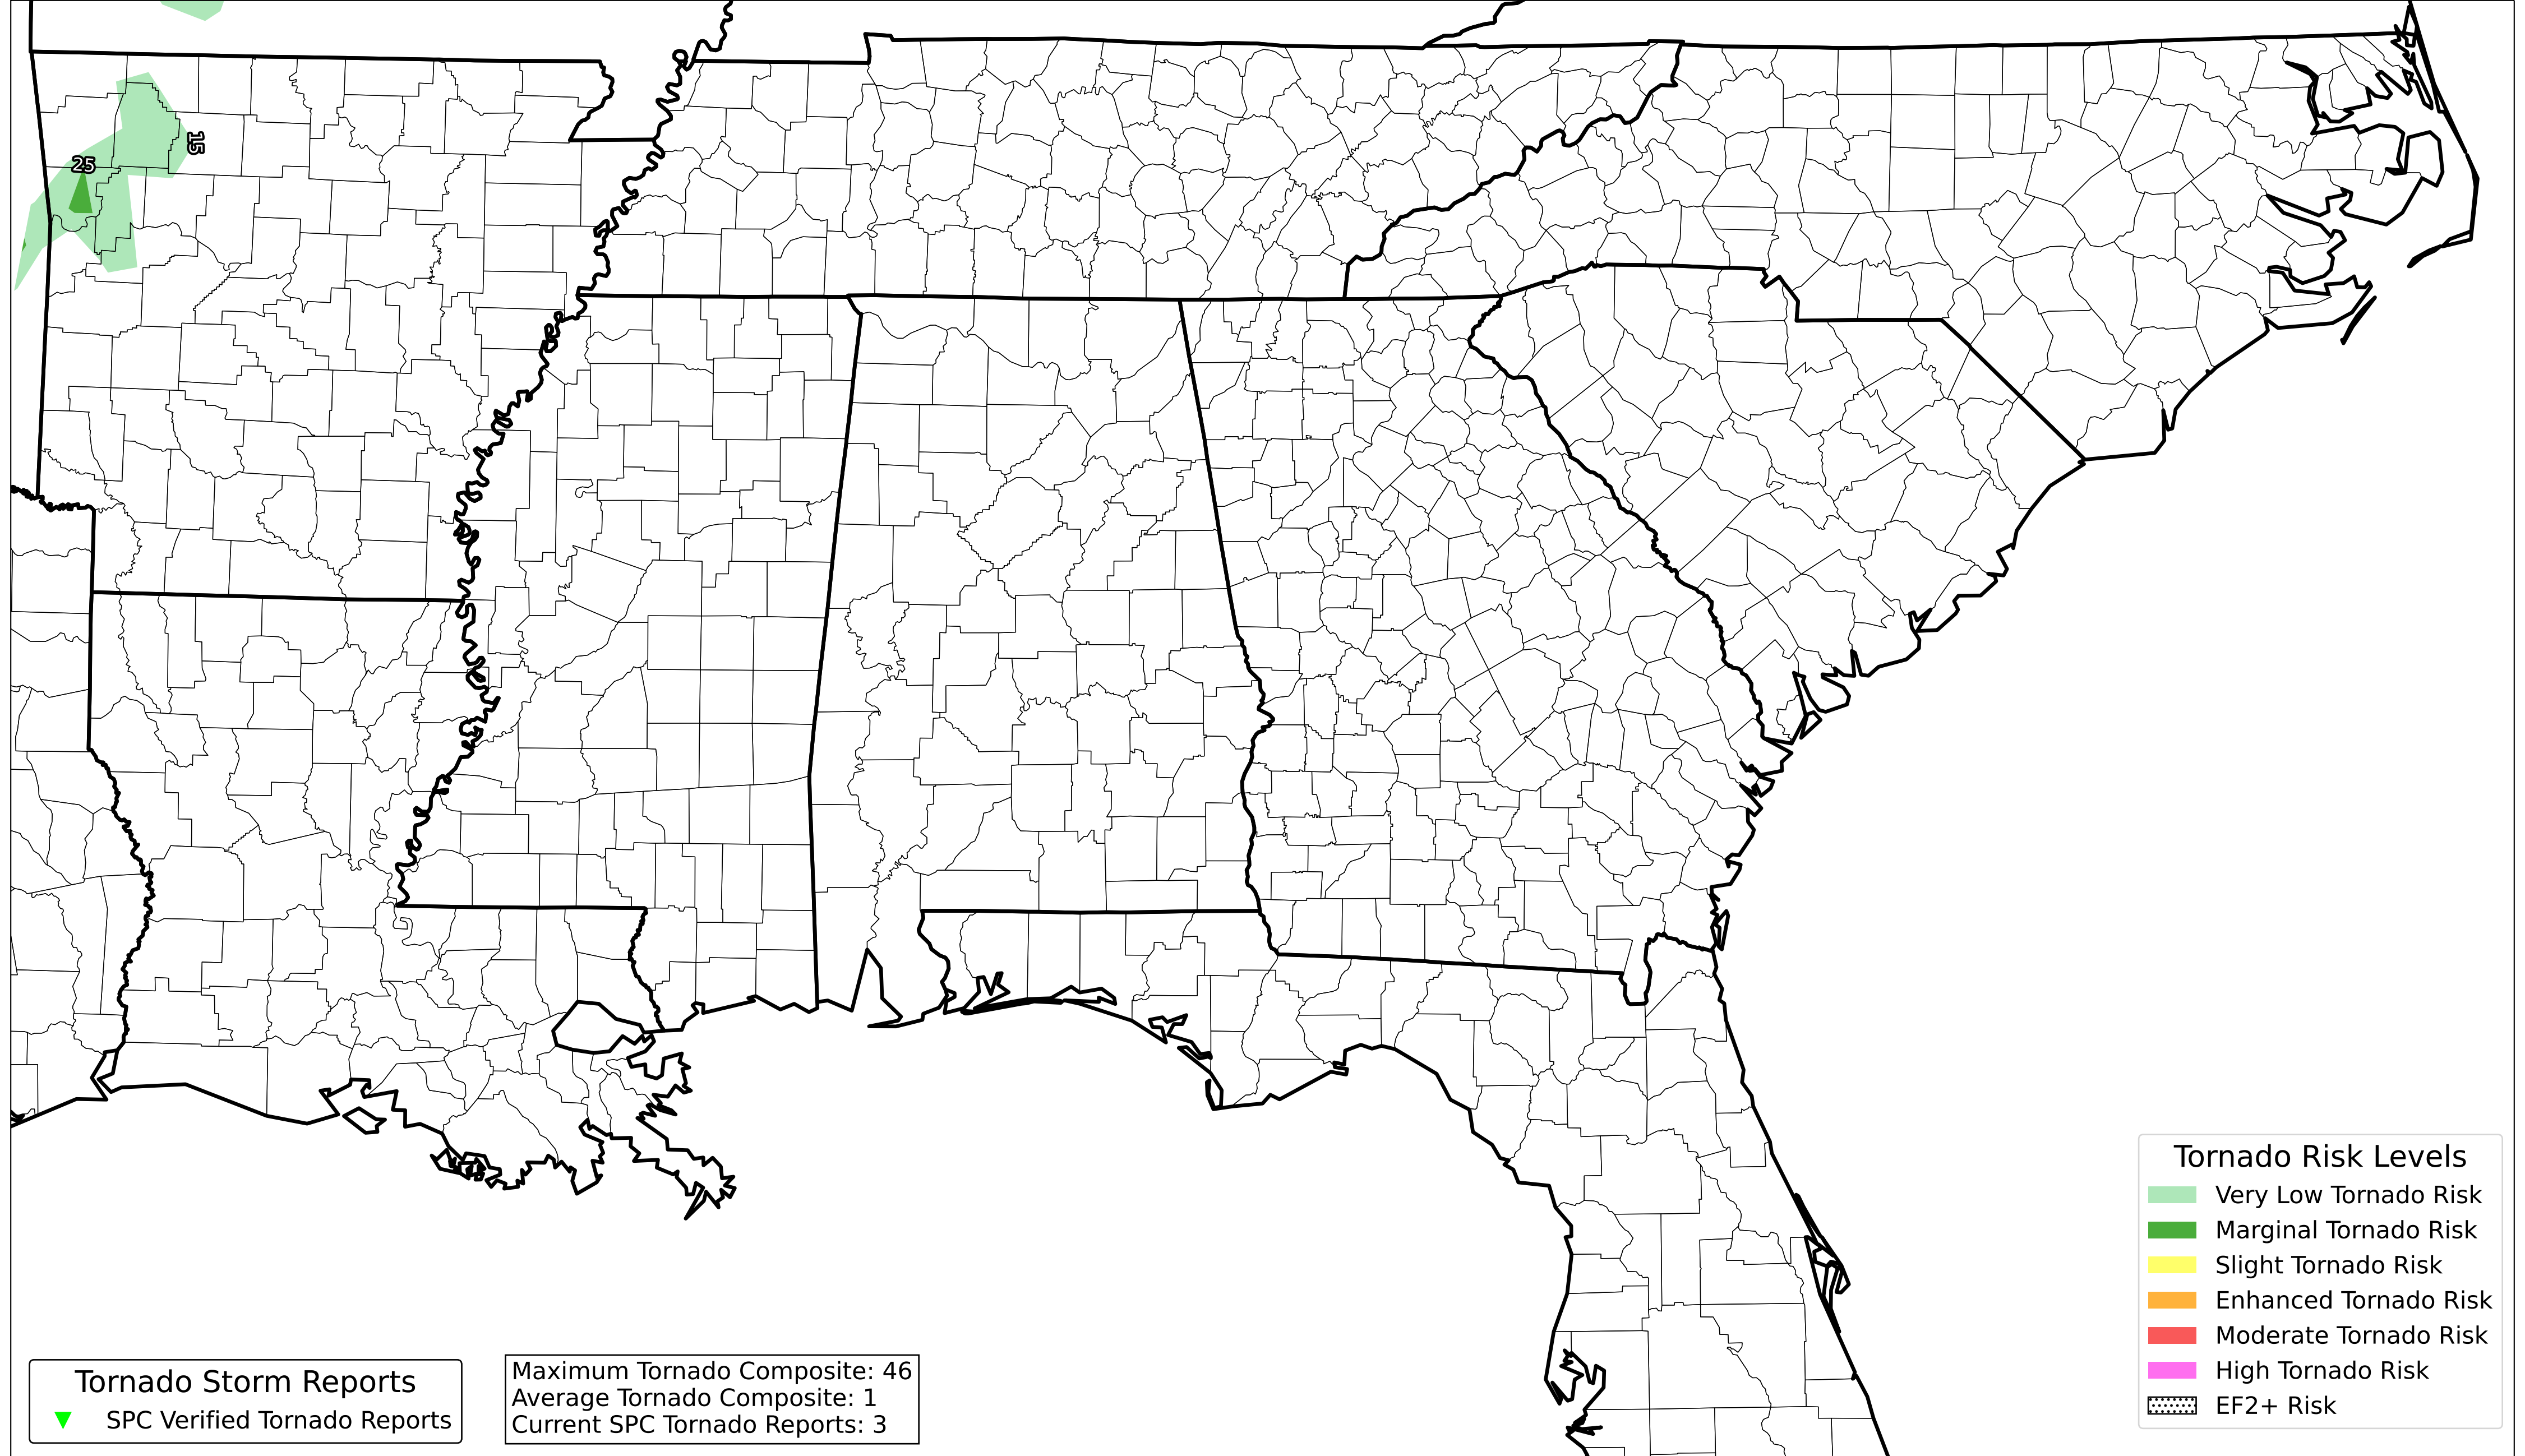 15
25
Tornado Risk Levels
Very Low Tornado Risk
Marginal Tornado Risk
Slight Tornado Risk
Enhanced Tornado Risk
Moderate Tornado Risk
High Tornado Risk
EF2+ Risk
Tornado Storm Reports
SPC Verified Tornado Reports
Maximum Tornado Composite: 46
Average Tornado Composite: 1
Current SPC Tornado Reports: 3